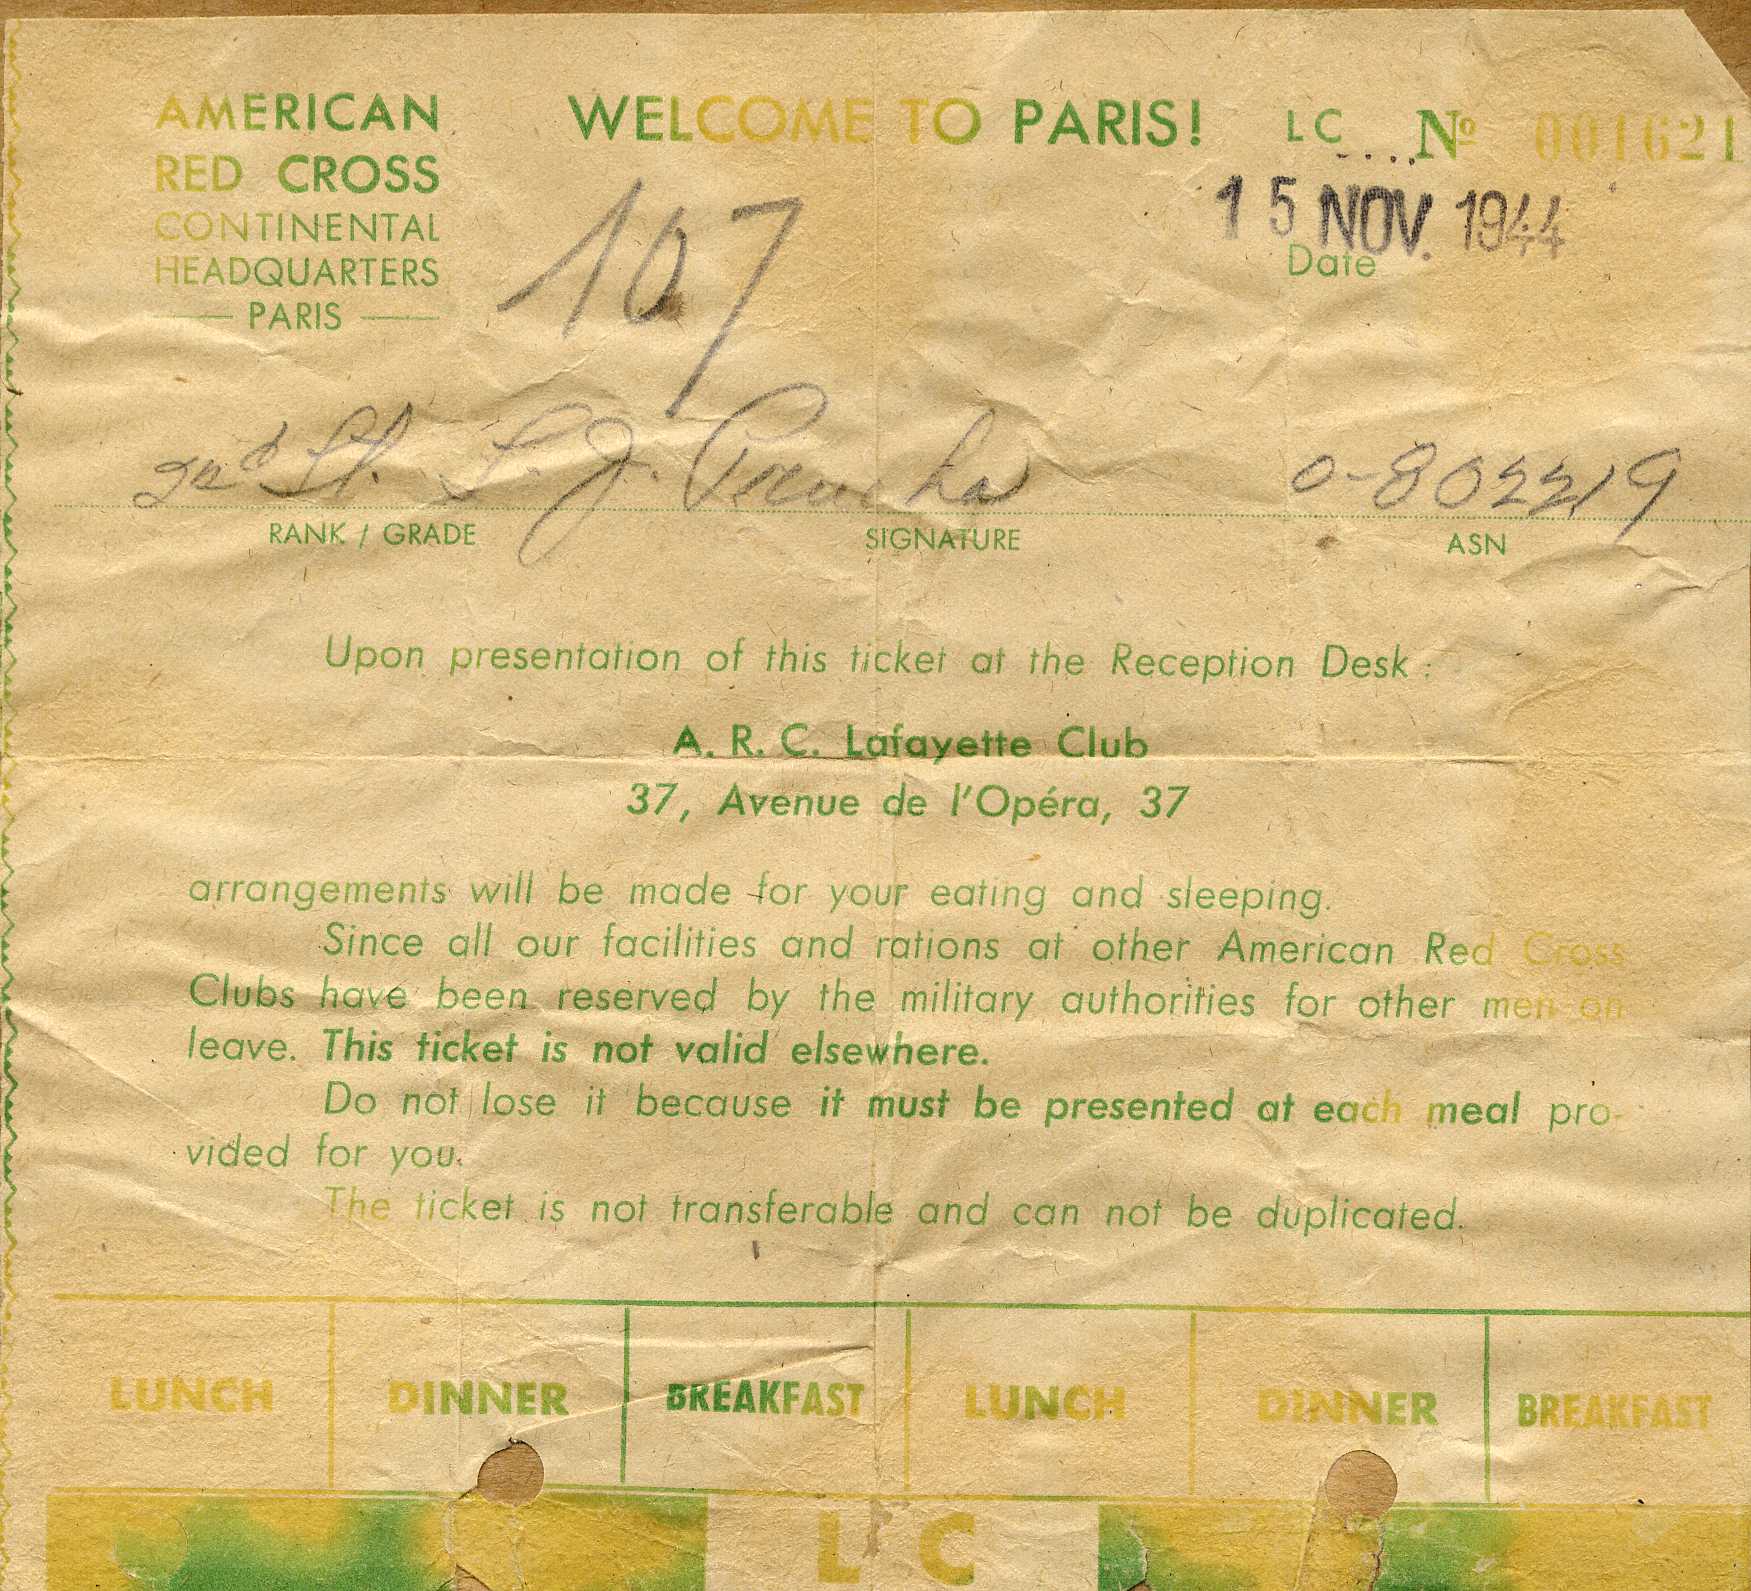 AMERICAN
RED CROSS
CONTINENTAL
HEADQUARTERS
PARIS
WELCOME TO PARIS!
LC .... Nº 001621
15 NOV. 1944
Date
107
2nd Lt. L. J.
O-802219
RANK / GRADE SIGNATURE ASN
Upon presentation of this ticket at the Reception Desk :
A. R. C. Lafayette Club
37, Avenue de l'Opéra, 37
arrangements will be made for your eating and sleeping.
Since all our facilities and rations at other American Red Cross
Clubs have been reserved by the military authorities for other men on
leave. This ticket is not valid elsewhere.
Do not lose it because it must be presented at each meal pro-
vided for you.
The ticket is not transferable and can not be duplicated.
LUNCH DINNER BREAKFAST LUNCH DINNER BREAKFAST
LC